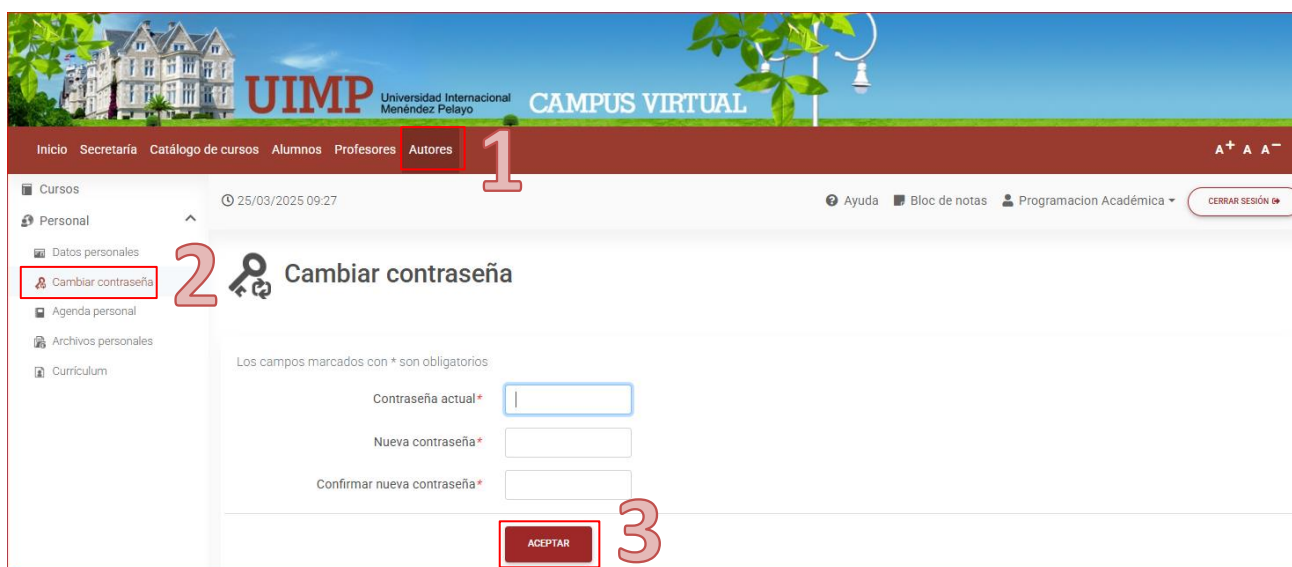 UIMP Universidad Internacional
Menéndez Pelayo
CAMPUS VIRTUAL
Inicio Secretaría Catálogo de cursos Alumnos Profesores Autores
1
A+ A A−
Cursos
Personal
Datos personales
Cambiar contraseña
2
Agenda personal
Archivos personales
Currículum
25/03/2025 09:27
Ayuda Bloc de notas Programacion Académica CERRAR SESIÓN
Cambiar contraseña
Los campos marcados con * son obligatorios
Contraseña actual*
Nueva contraseña*
Confirmar nueva contraseña*
ACEPTAR
3